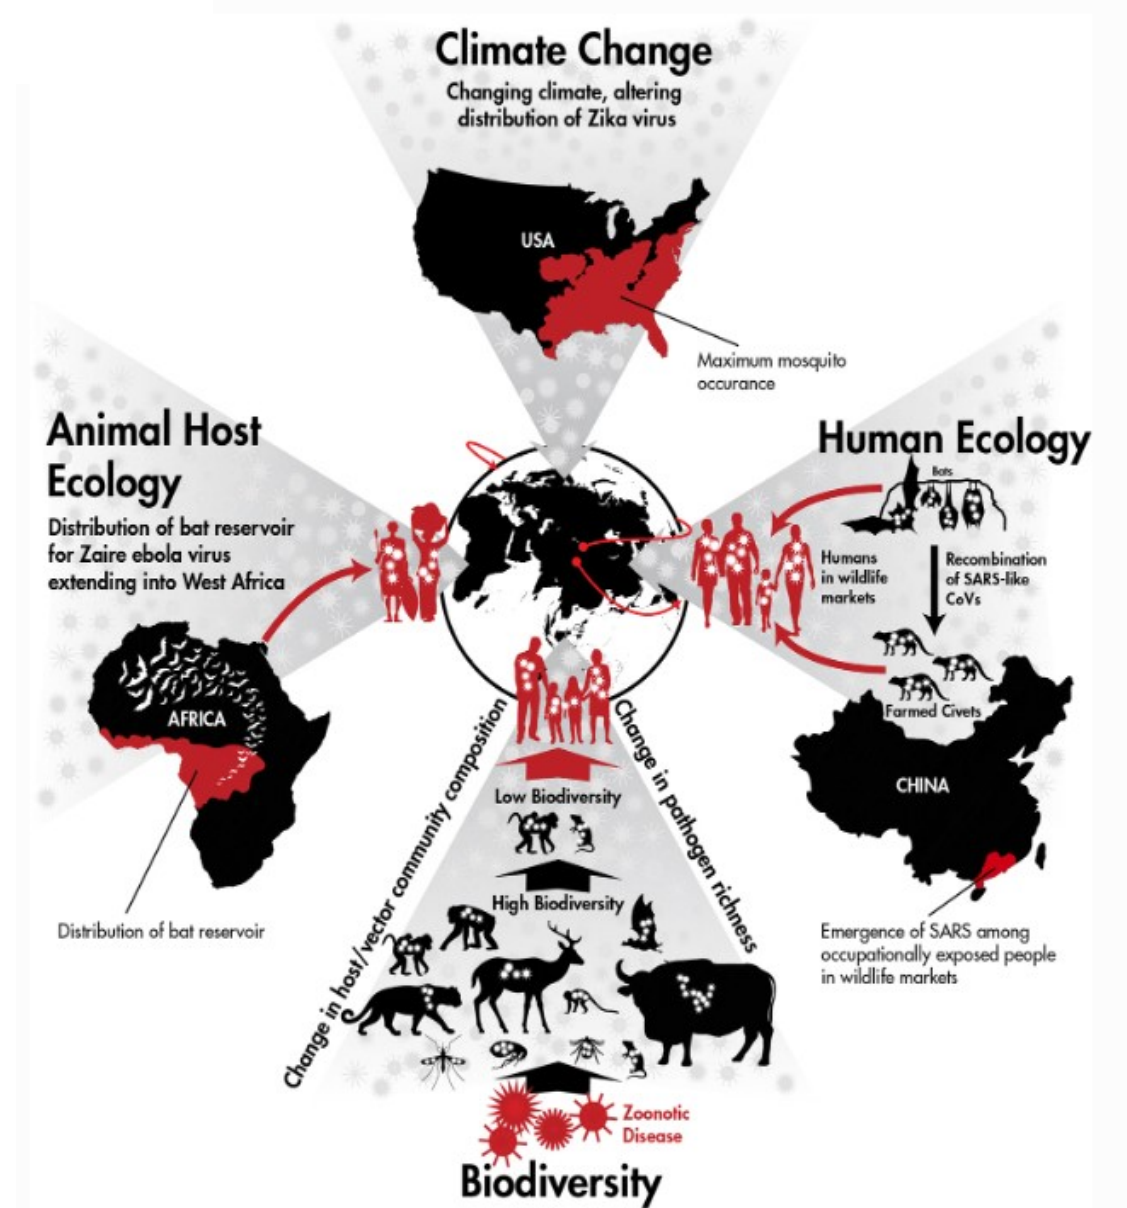 Climate Change
Changing climate, altering
distribution of Zika virus
USA
Maximum mosquito
occurance
Animal Host
Ecology
Distribution of bat reservoir
for Zaire ebola virus
extending into West Africa
AFRICA
Distribution of bat reservoir
Human Ecology
Bats
Humans
in wildlife
markets
Recombination
of SARS-like
CoVs
Farmed Civets
CHINA
Emergence of SARS among
occupationally exposed people
in wildlife markets
Change in host/vector community composition
Change in pathogen richness
Low Biodiversity
High Biodiversity
Zoonotic
Disease
Biodiversity